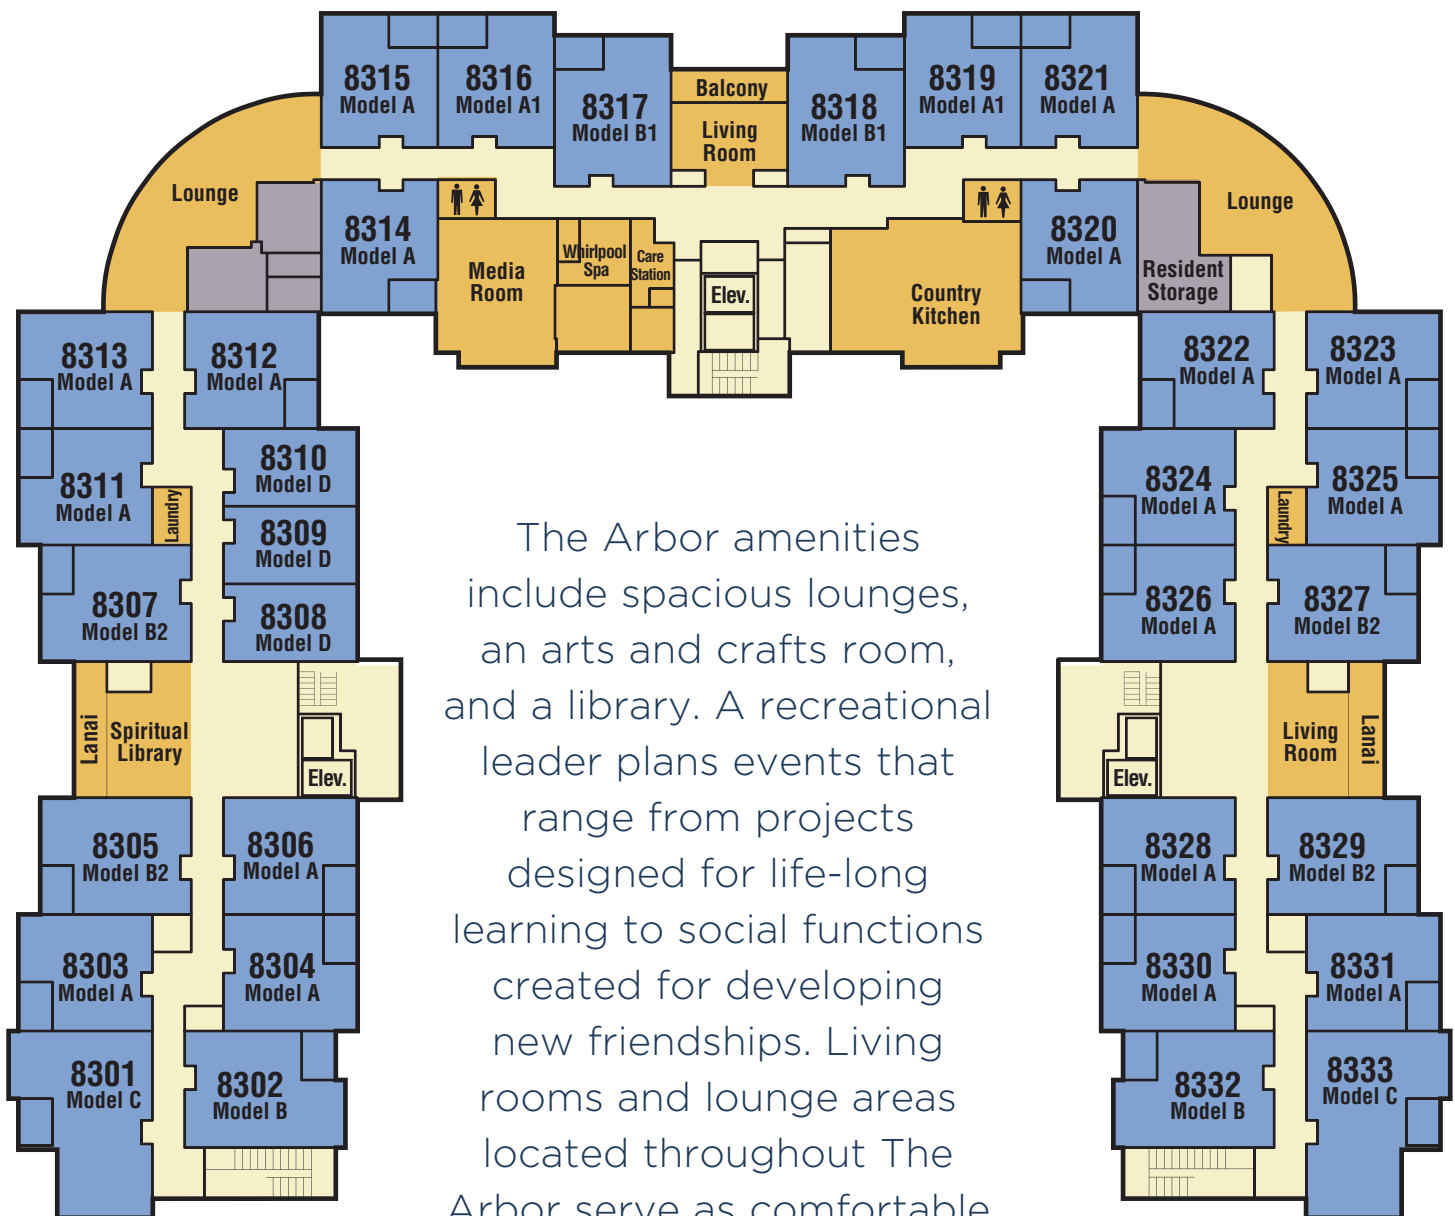 8315
Model A
8316
Model A1
8317
Model B1
Balcony
Living
Room
8318
Model B1
8319
Model A1
8321
Model A
Lounge
8314
Model A
Media
Room
Whirlpool
Spa
Care
Station
Elev.
Country
Kitchen
8320
Model A
Resident
Storage
Lounge
8313
Model A
8312
Model A
8322
Model A
8323
Model A
8311
Model A
Laundry
8310
Model D
8309
Model D
8324
Model A
Laundry
8325
Model A
8307
Model B2
8308
Model D
8326
Model A
8327
Model B2
Lanai
Spiritual
Library
Elev.
Elev.
Living
Room
Lanai
8305
Model B2
8306
Model A
8328
Model A
8329
Model B2
8303
Model A
8304
Model A
8330
Model A
8331
Model A
8301
Model C
8302
Model B
8332
Model B
8333
Model C
The Arbor amenities
include spacious lounges,
an arts and crafts room,
and a library. A recreational
leader plans events that
range from projects
designed for life-long
learning to social functions
created for developing
new friendships. Living
rooms and lounge areas
located throughout The
Arbor serve as comfortable